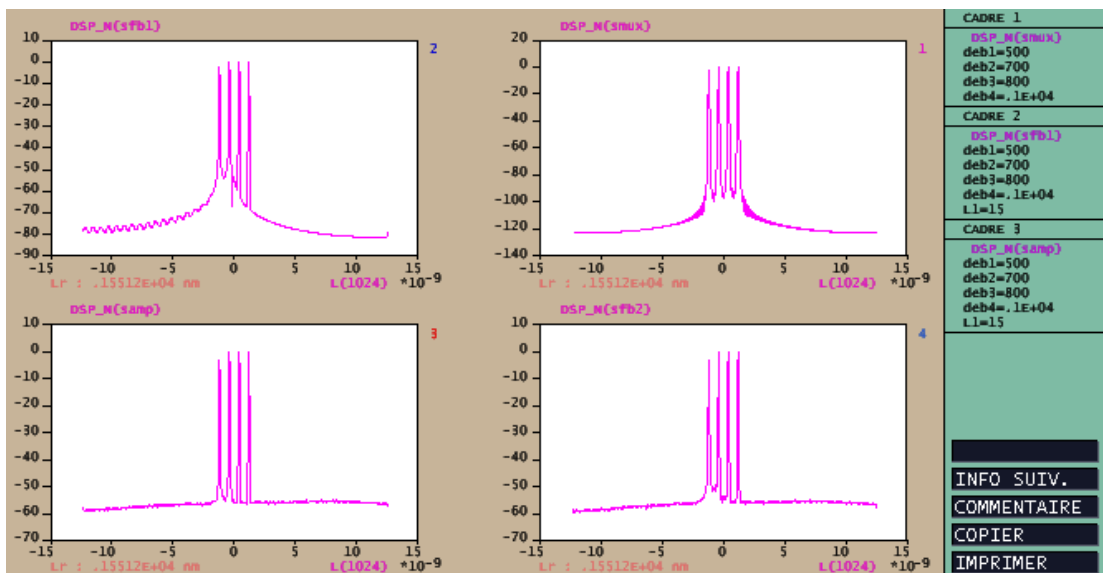 DSP_N(sfb1)
2
10
0
-10
-20
-30
-40
-50
-60
-70
-80
-90
-15 -10 -5 0 5 10 15
Lr : .15512E+04 nm L(1024) *10-9
DSP_N(smux)
1
20
0
-20
-40
-60
-80
-100
-120
-140
-15 -10 -5 0 5 10 15
Lr : .15512E+04 nm L(1024) *10-9
DSP_N(samp)
3
10
0
-10
-20
-30
-40
-50
-60
-70
-15 -10 -5 0 5 10 15
Lr : .15512E+04 nm L(1024) *10-9
DSP_N(sfb2)
4
10
0
-10
-20
-30
-40
-50
-60
-70
-15 -10 -5 0 5 10 15
Lr : .15512E+04 nm L(1024) *10-9
CADRE 1
DSP_N(smux)
deb1=500
deb2=700
deb3=800
deb4=.1E+04
CADRE 2
DSP_N(sfb1)
deb1=500
deb2=700
deb3=800
deb4=.1E+04
L1=15
CADRE 3
DSP_N(samp)
deb1=500
deb2=700
deb3=800
deb4=.1E+04
L1=15
INFO SUIV.
COMMENTAIRE
COPIER
IMPRIMER